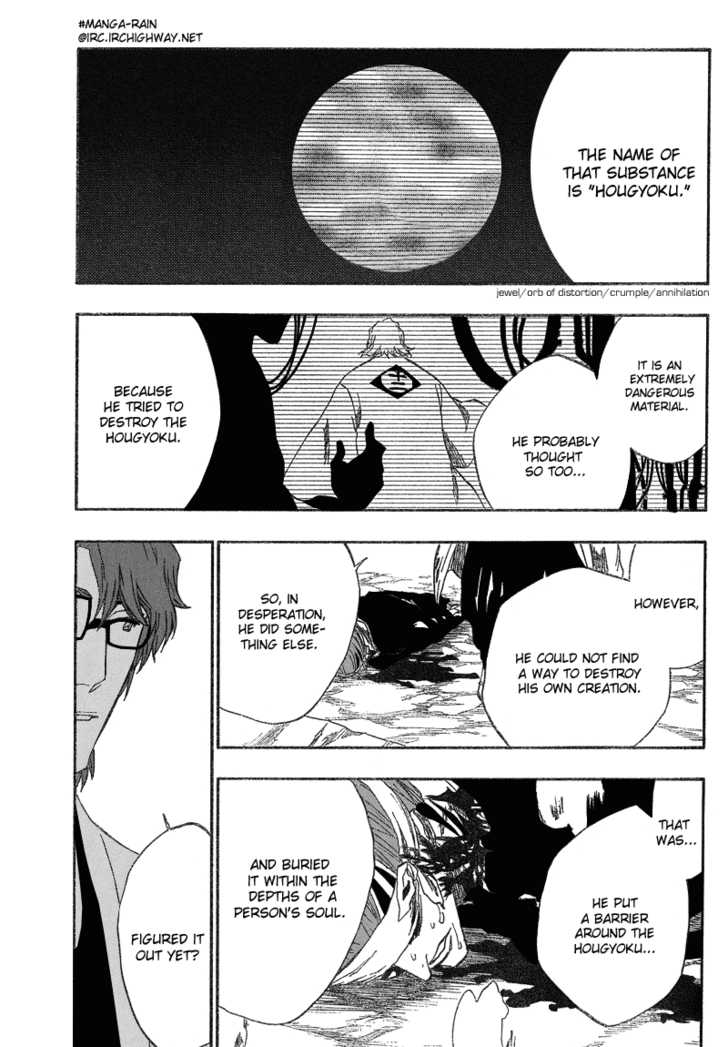 #MANGA-RAIN
@IRC.IRCHIGHWAY.NET
THE NAME OF
THAT SUBSTANCE
IS "HOUGYOKU."
jewel/orb of distortion/crumple/annihilation
IT IS AN
EXTREMELY
DANGEROUS
MATERIAL.
HE PROBABLY
THOUGHT
SO TOO...
十二
BECAUSE
HE TRIED TO
DESTROY THE
HOUGYOKU.
HOWEVER,
HE COULD NOT FIND
A WAY TO DESTROY
HIS OWN CREATION.
SO, IN
DESPERATION,
HE DID SOME-
THING ELSE.
THAT
WAS...
HE PUT
A BARRIER
AROUND THE
HOUGYOKU...
AND BURIED
IT WITHIN THE
DEPTHS OF A
PERSON'S SOUL.
FIGURED IT
OUT YET?